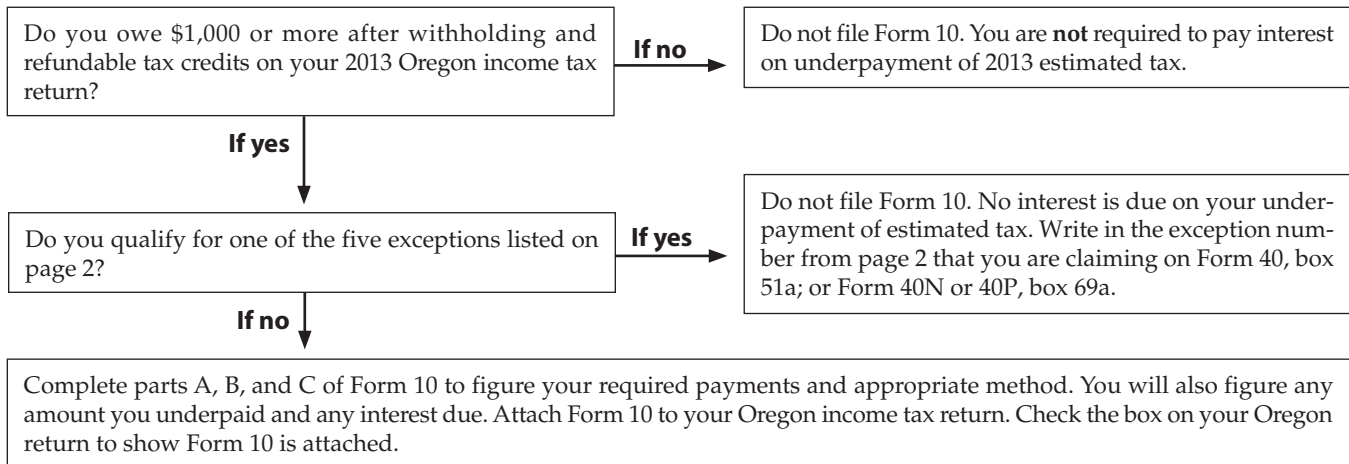 Do you owe $1,000 or more after withholding and
refundable tax credits on your 2013 Oregon income tax
return?
If no
Do not file Form 10. You are not required to pay interest
on underpayment of 2013 estimated tax.
If yes
Do you qualify for one of the five exceptions listed on
page 2?
If yes
Do not file Form 10. No interest is due on your under-
payment of estimated tax. Write in the exception num-
ber from page 2 that you are claiming on Form 40, box
51a; or Form 40N or 40P, box 69a.
If no
Complete parts A, B, and C of Form 10 to figure your required payments and appropriate method. You will also figure any
amount you underpaid and any interest due. Attach Form 10 to your Oregon income tax return. Check the box on your Oregon
return to show Form 10 is attached.